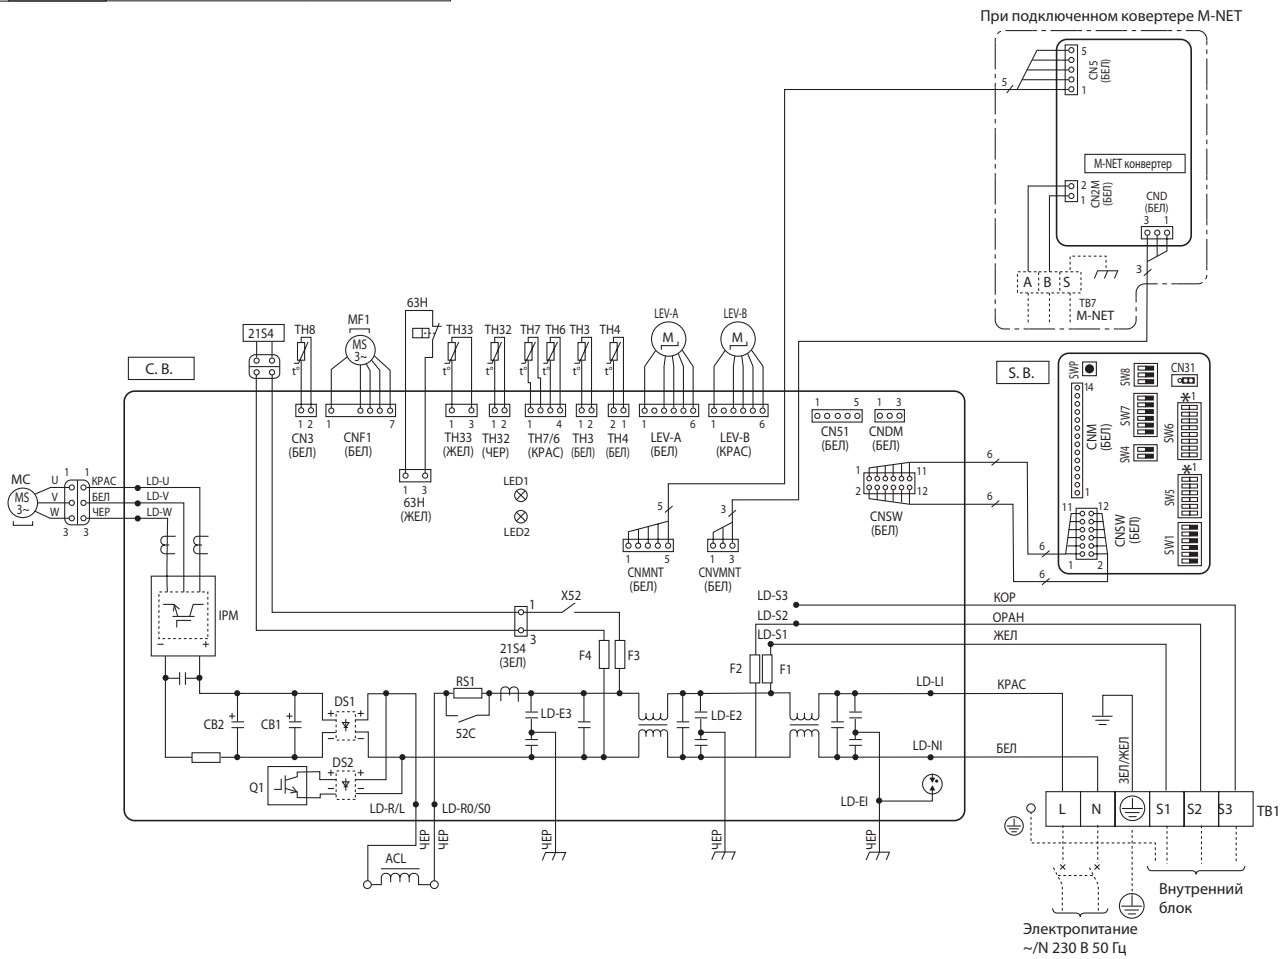 При подключенном ковертере M-NET
5
CN5
(БЕЛ)
5
1
M-NET конвертер
2
1
CN2M
(БЕЛ)
CND
(БЕЛ)
3 1
3
A B S
TB7
M-NET
63H
LEV-A
LEV-B
MF1
21S4
TH8
TH33 TH32 TH7 TH6 TH3 TH4
MS
3~
M
M
t° t° t° t° t° t° t°
C. B.
S. B.
SWP
14
CNM
(БЕЛ)
1
SW8
SW7
SW4
CN31
*1
SW6
*1
SW5
SW1
1 2
CN3
(БЕЛ)
1 7
CNF1
(БЕЛ)
1 3
TH33
(ЖЕЛ)
1 2
TH32
(ЧЕР)
1 4
TH7/6
(КРАС)
1 2
TH3
(БЕЛ)
2 1
TH4
(БЕЛ)
1 6
LEV-A
(БЕЛ)
1 6
LEV-B
(КРАС)
1 5
CN51
(БЕЛ)
1 3
CNDM
(БЕЛ)
1 11
2 12
CNSW
(БЕЛ)
6
6
11 12
CNSW
(БЕЛ)
1 2
6
6
MC
MS
3~
U
V
W
1 1
3 3
КРАС
БЕЛ
ЧЕР
LD-U
LD-V
LD-W
1 3
63H
(ЖЕЛ)
LED1
LED2
5
1 5
CNMNT
(БЕЛ)
3
1 3
CNVMNT
(БЕЛ)
IPM
– +
1
3
21S4
(ЗЕЛ)
X52
F4 F3
LD-S3
LD-S2
LD-S1
F2 F1
КОР
ОРАН
ЖЕЛ
RS1
52C
LD-E3
LD-E2
LD-LI
КРАС
LD-NI
БЕЛ
ЗЕЛ/ЖЕЛ
CB2
CB1
+
+
DS1
+ +
– –
DS2
+ +
– –
Q1
LD-R/L
LD-R0/S0
LD-EI
ЧЕР
ЧЕР
ЧЕР
ЧЕР
ЧЕР
ACL
L N S1 S2 S3
TB1
Внутренний
блок
Электропитание
~/N 230 В 50 Гц